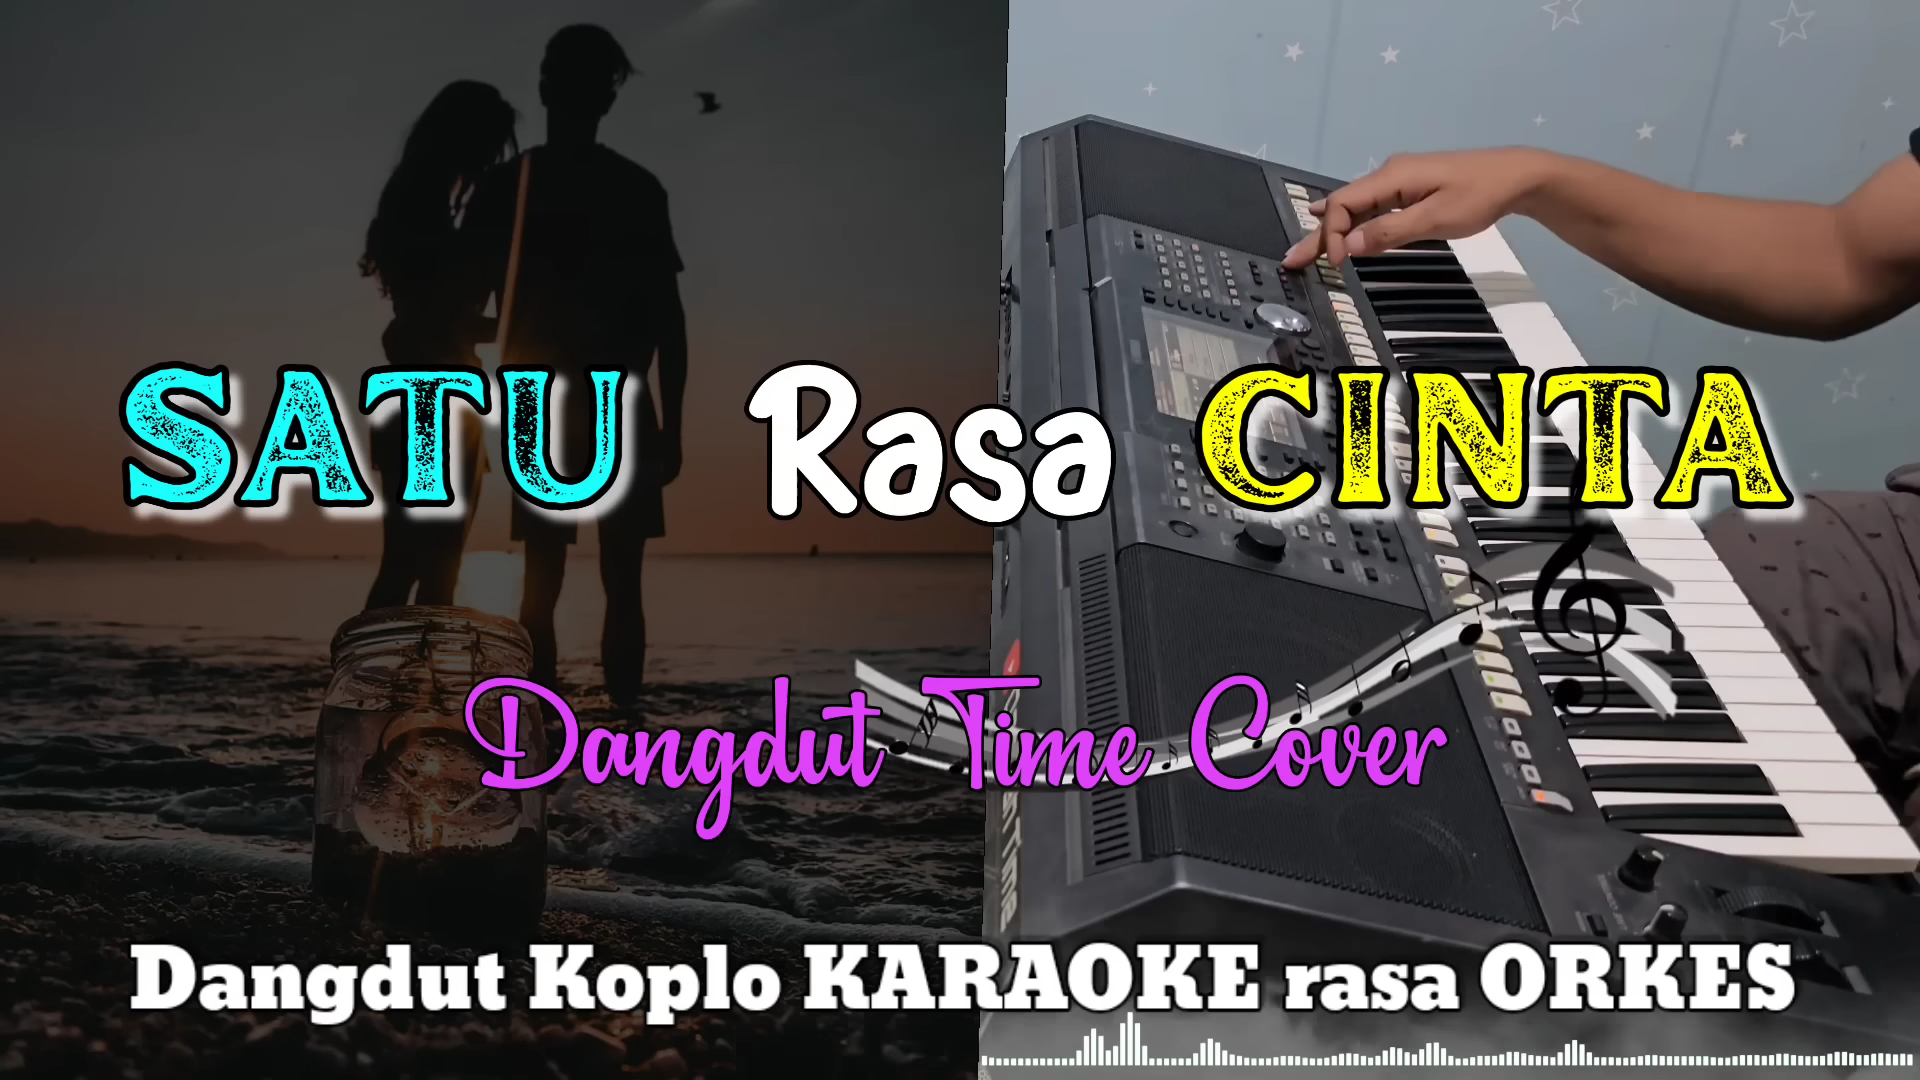 SATU Rasa CINTA
Dangdut Time Cover
Dangdut Koplo KARAOKE rasa ORKES